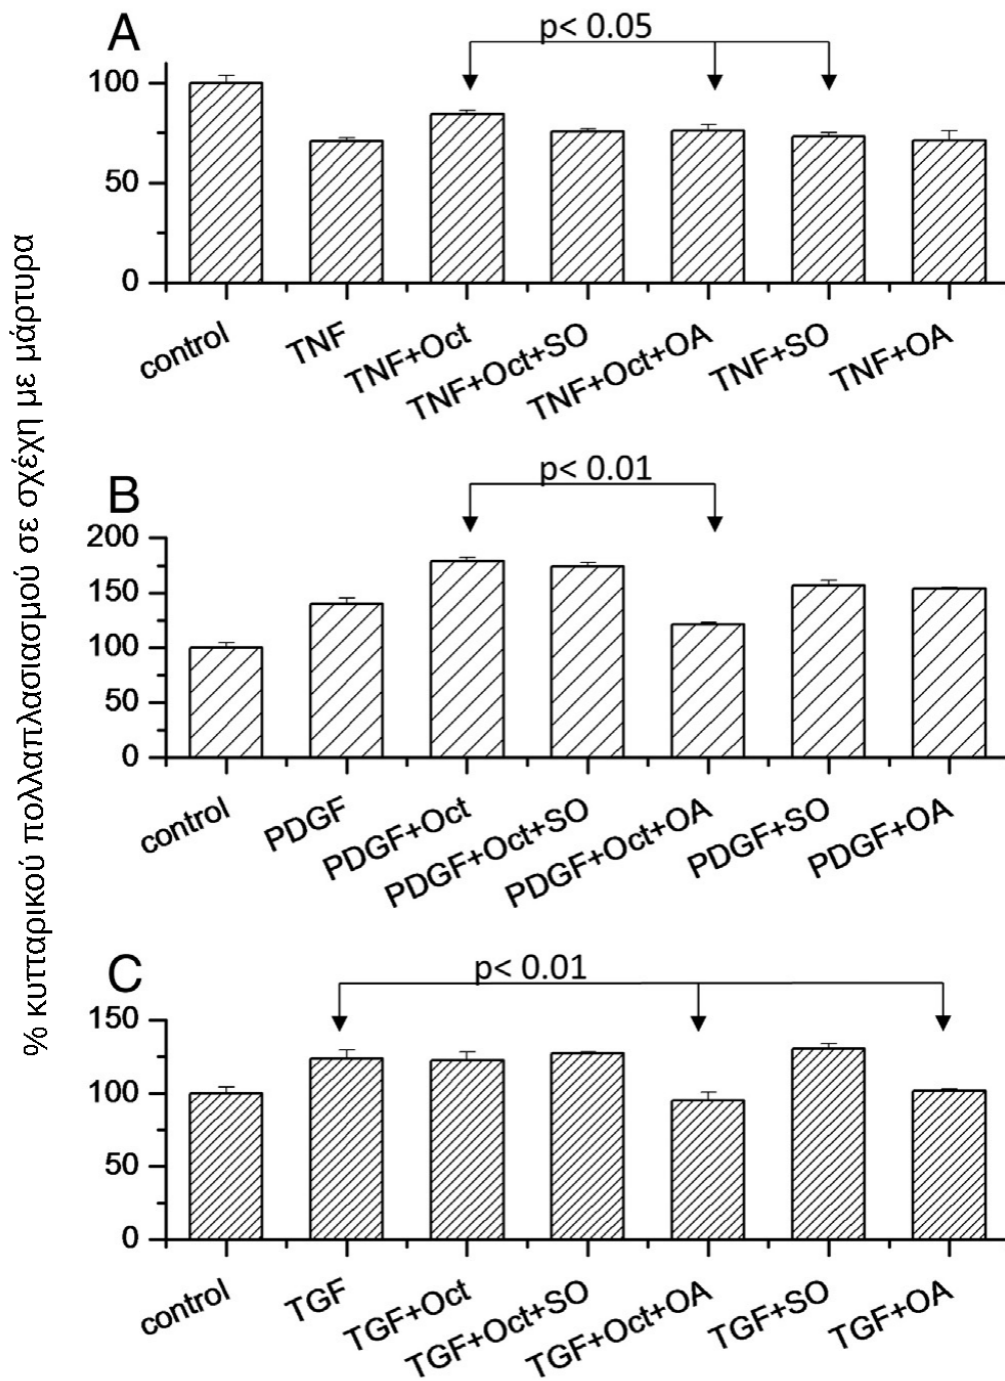 % κυτταρικού πολλαπλασιασμού σε σχέχη με μάρτυρα
A
p< 0.05
100
50
0
control
TNF
TNF+Oct
TNF+Oct+SO
TNF+Oct+OA
TNF+SO
TNF+OA
B
p< 0.01
200
150
100
50
0
control
PDGF
PDGF+Oct
PDGF+Oct+SO
PDGF+Oct+OA
PDGF+SO
PDGF+OA
C
p< 0.01
150
100
50
0
control
TGF
TGF+Oct
TGF+Oct+SO
TGF+Oct+OA
TGF+SO
TGF+OA